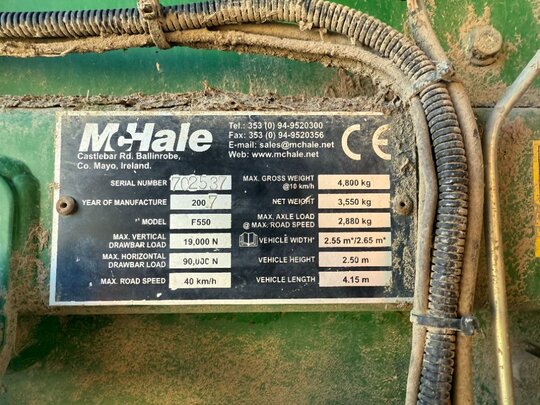 McHale
Castlebar Rd. Ballinrobe,
Co. Mayo, Ireland.
Tel.: 353 (0) 94-9520300
Fax: 353 (0) 94-9520356
E-mail: sales@mchale.net
Web: www.mchale.net
CE
SERIAL NUMBER 702537
YEAR OF MANUFACTURE 2007
MODEL F550
MAX. VERTICAL
DRAWBAR LOAD 19,000 N
MAX. HORIZONTAL
DRAWBAR LOAD 90,000 N
MAX. ROAD SPEED 40 km/h
MAX. GROSS WEIGHT
@10 km/h 4,800 kg
NET WEIGHT 3,550 kg
MAX. AXLE LOAD
@ MAX. ROAD SPEED 2,880 kg
VEHICLE WIDTH* 2.55 m*/2.65 m*
VEHICLE HEIGHT 2.50 m
VEHICLE LENGTH 4.15 m